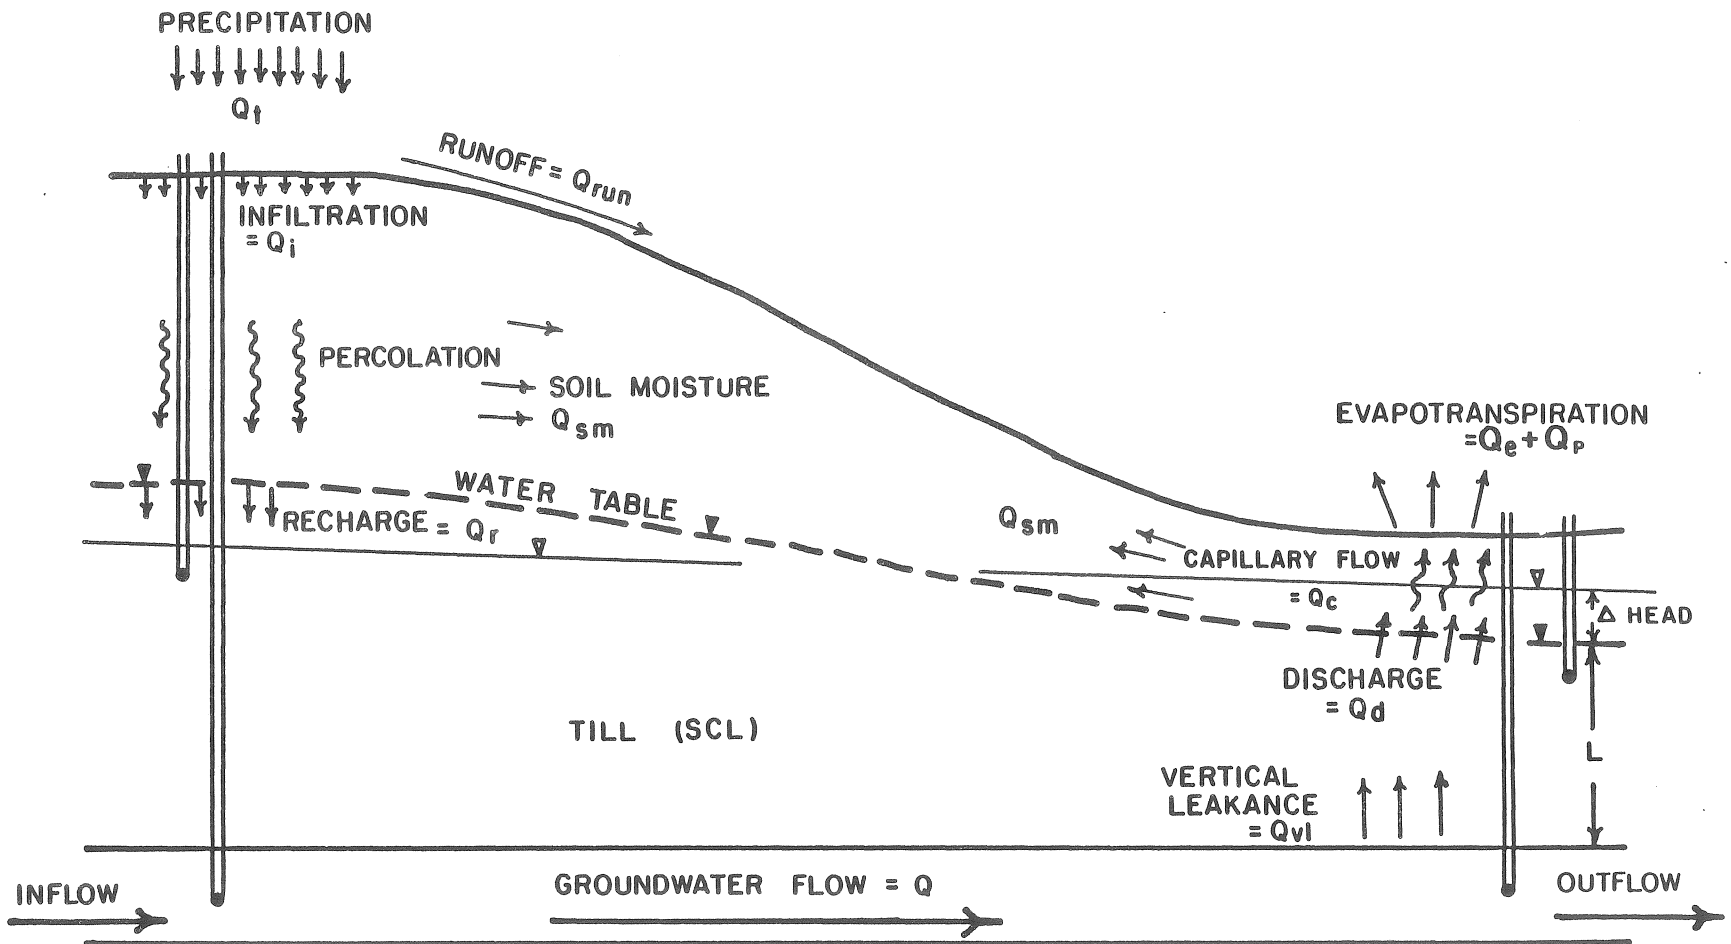 PRECIPITATION
Qt
RUNOFF = Qrun
INFILTRATION
= Qi
PERCOLATION
SOIL MOISTURE
Qsm
EVAPOTRANSPIRATION
=Qe + Qp
WATER TABLE
RECHARGE = Qr
Qsm
CAPILLARY FLOW
= Qc
Δ HEAD
DISCHARGE
= Qd
TILL (SCL)
L
VERTICAL
LEAKANCE
= Qvl
INFLOW
GROUNDWATER FLOW = Q
OUTFLOW